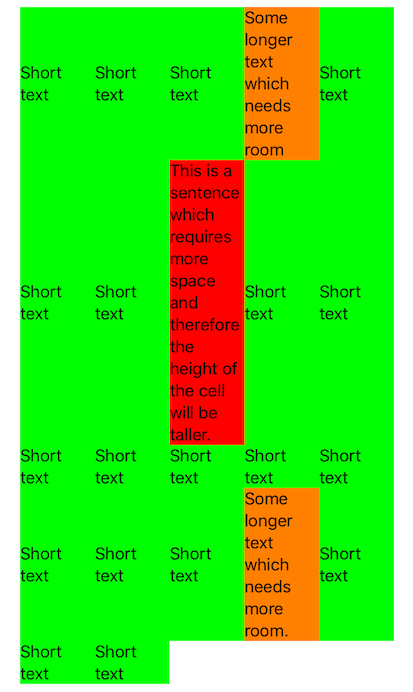 Short
text
Short
text
Short
text
Some
longer
text
which
needs
more
room
Short
text
Short
text
Short
text
This is a
sentence
which
requires
more
space
and
therefore
the
height of
the cell
will be
taller.
Short
text
Short
text
Short
text
Short
text
Short
text
Short
text
Short
text
Short
text
Short
text
Short
text
Some
longer
text
which
needs
more
room.
Short
text
Short
text
Short
text